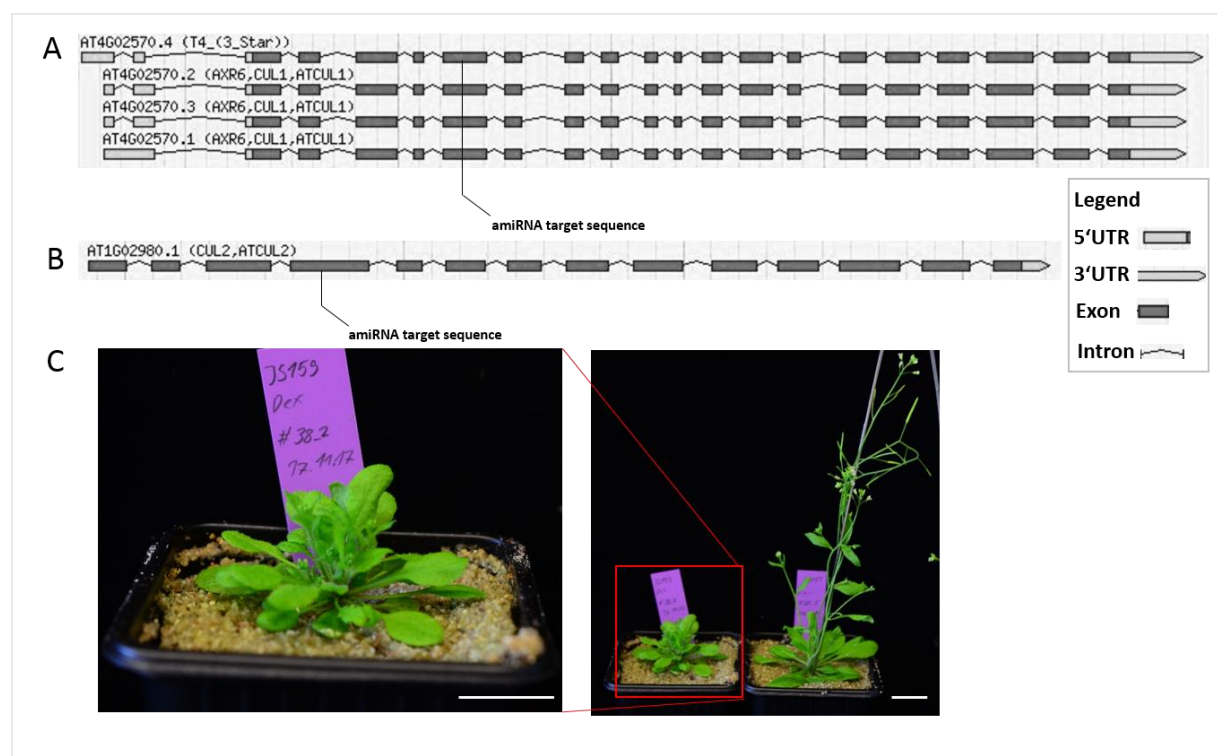 A
AT4G02570.4 (T4_(3_Star))
AT4G02570.2 (AXR6,CUL1,ATCUL1)
AT4G02570.3 (AXR6,CUL1,ATCUL1)
AT4G02570.1 (AXR6,CUL1,ATCUL1)
amiRNA target sequence
B
AT1G02980.1 (CUL2,ATCUL2)
amiRNA target sequence
Legend
5‘UTR
3‘UTR
Exon
Intron
C
JS159
Dex
#38_2
17.11.17
JS159